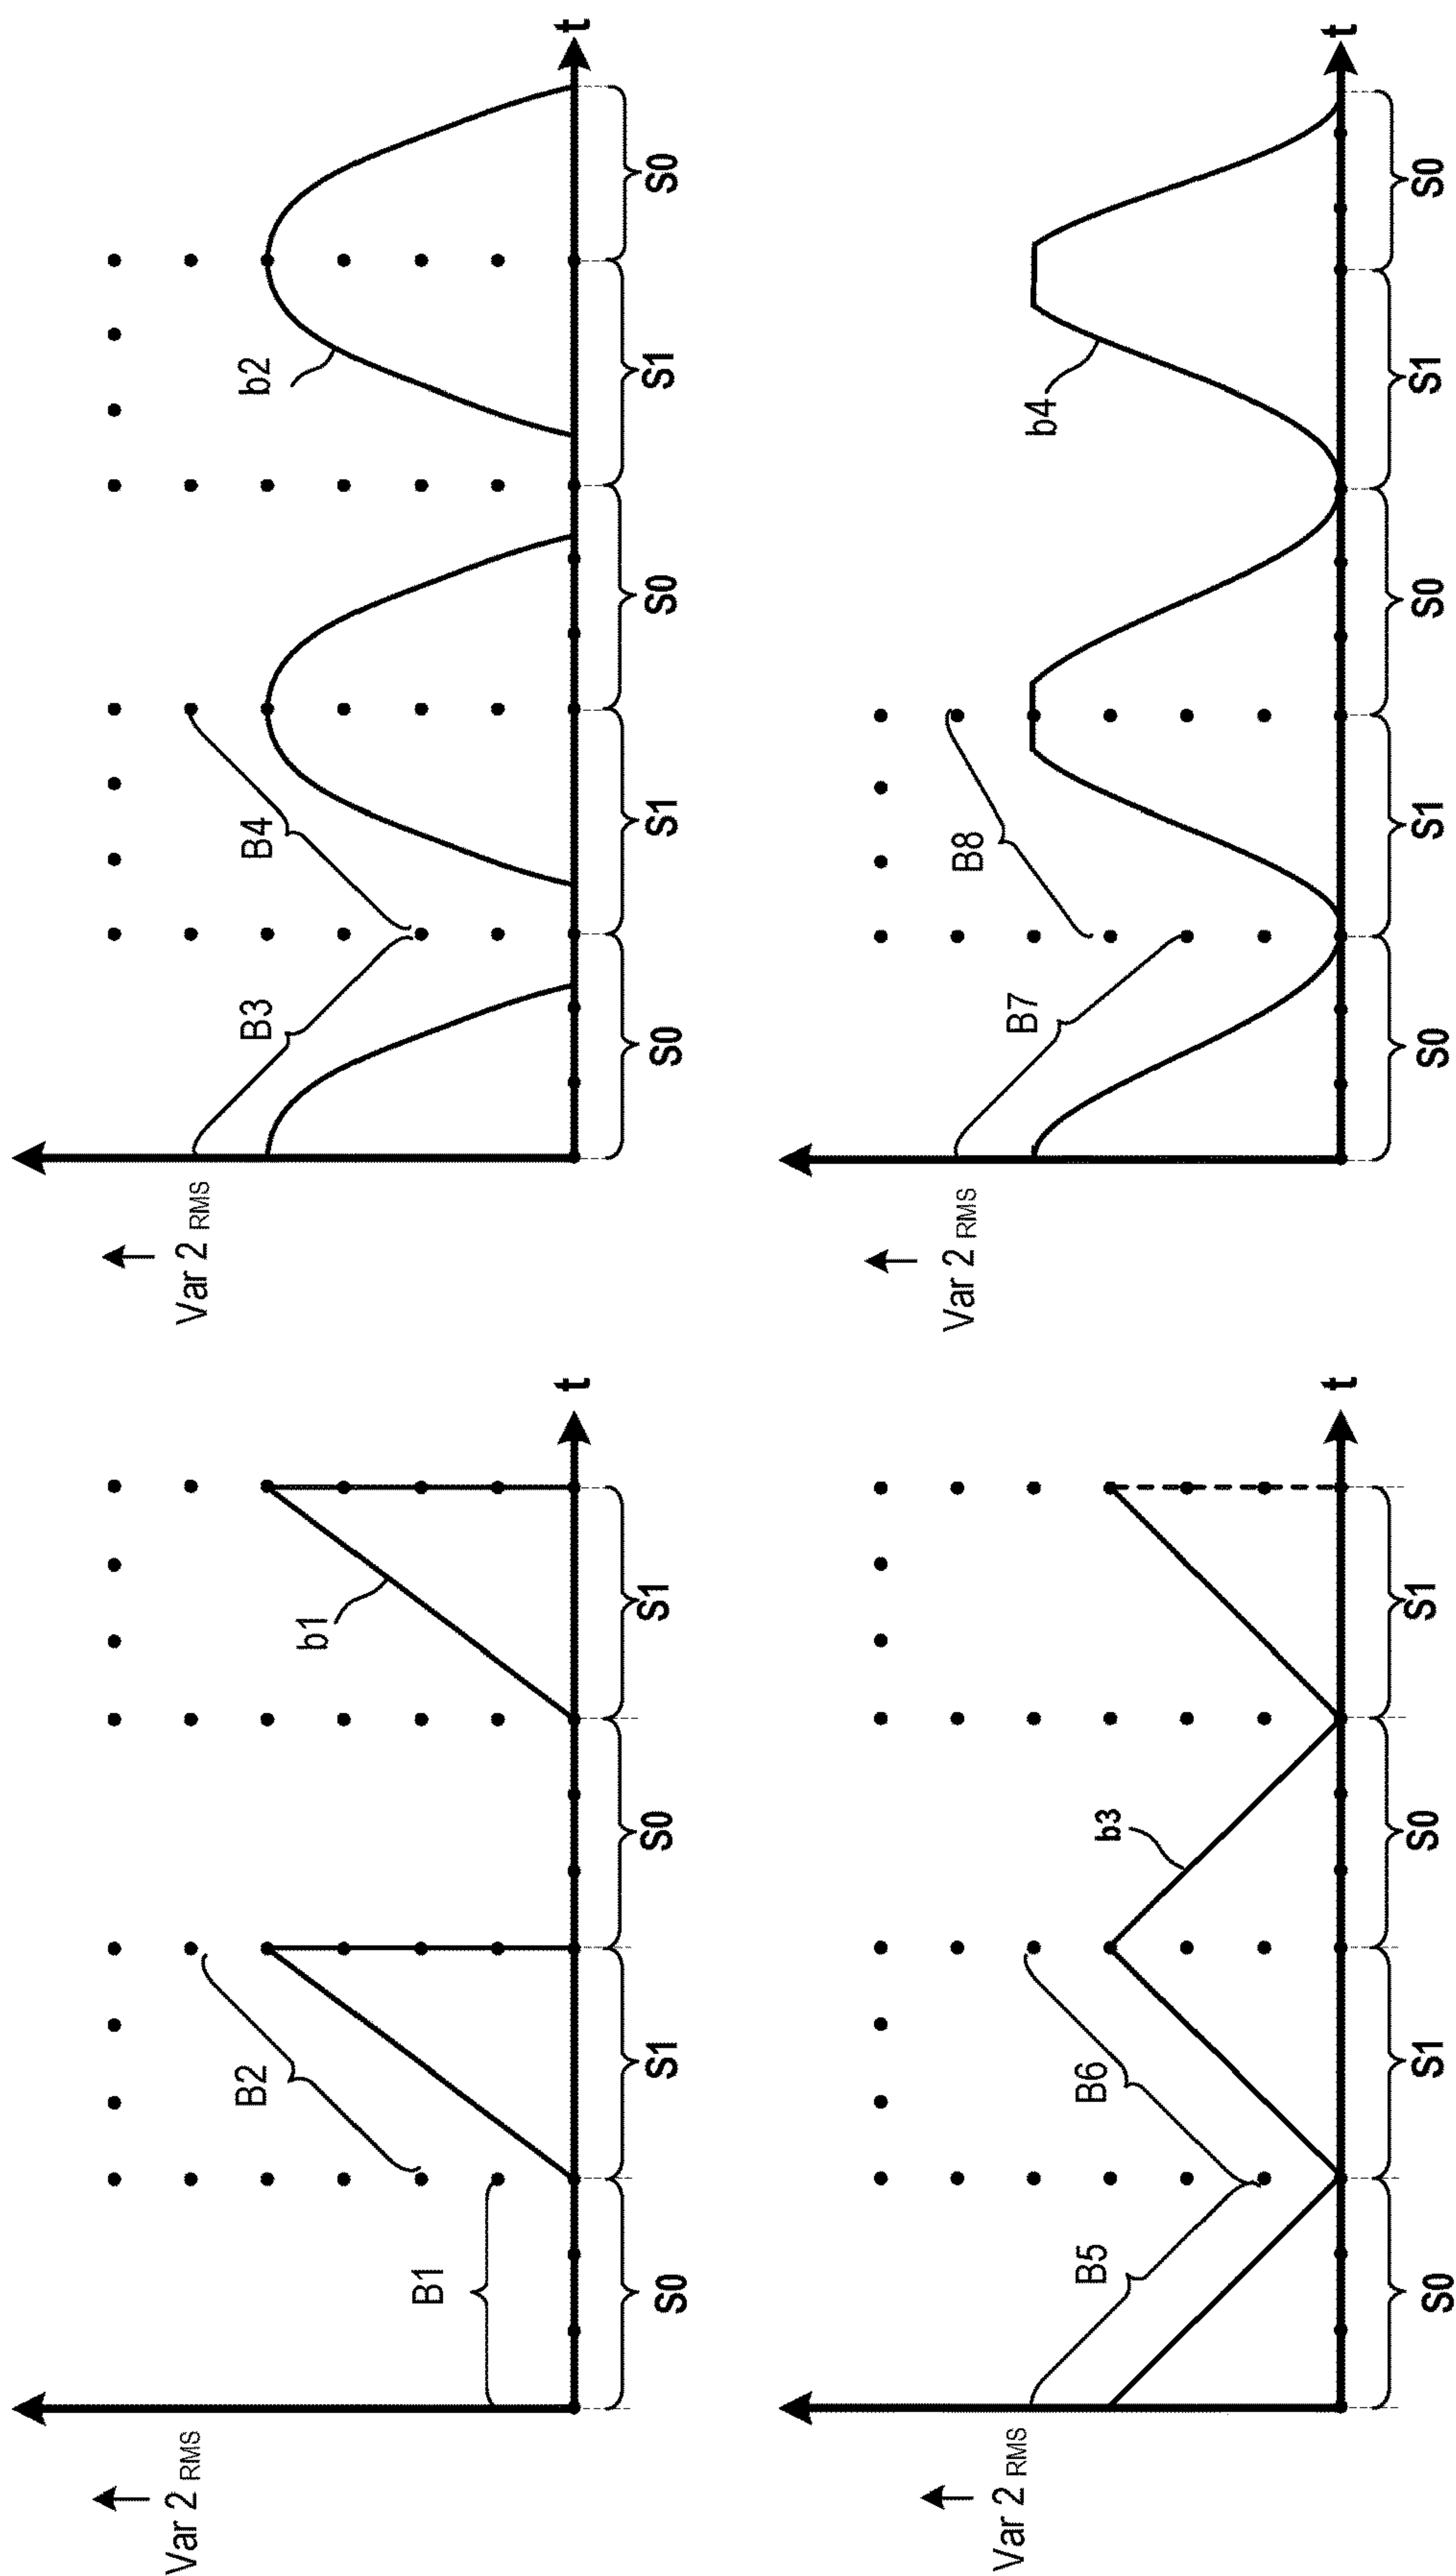 Var 2 RMS
B2
b1
B1
t
S0 S1 S0 S1
Var 2 RMS
B3 B4 b2
t
S0 S1 S0 S1 S0
Var 2 RMS
B5 B6 b3
t
S0 S1 S0 S1
Var 2 RMS
B8
B7
b4
t
S0 S1 S0 S1 S0